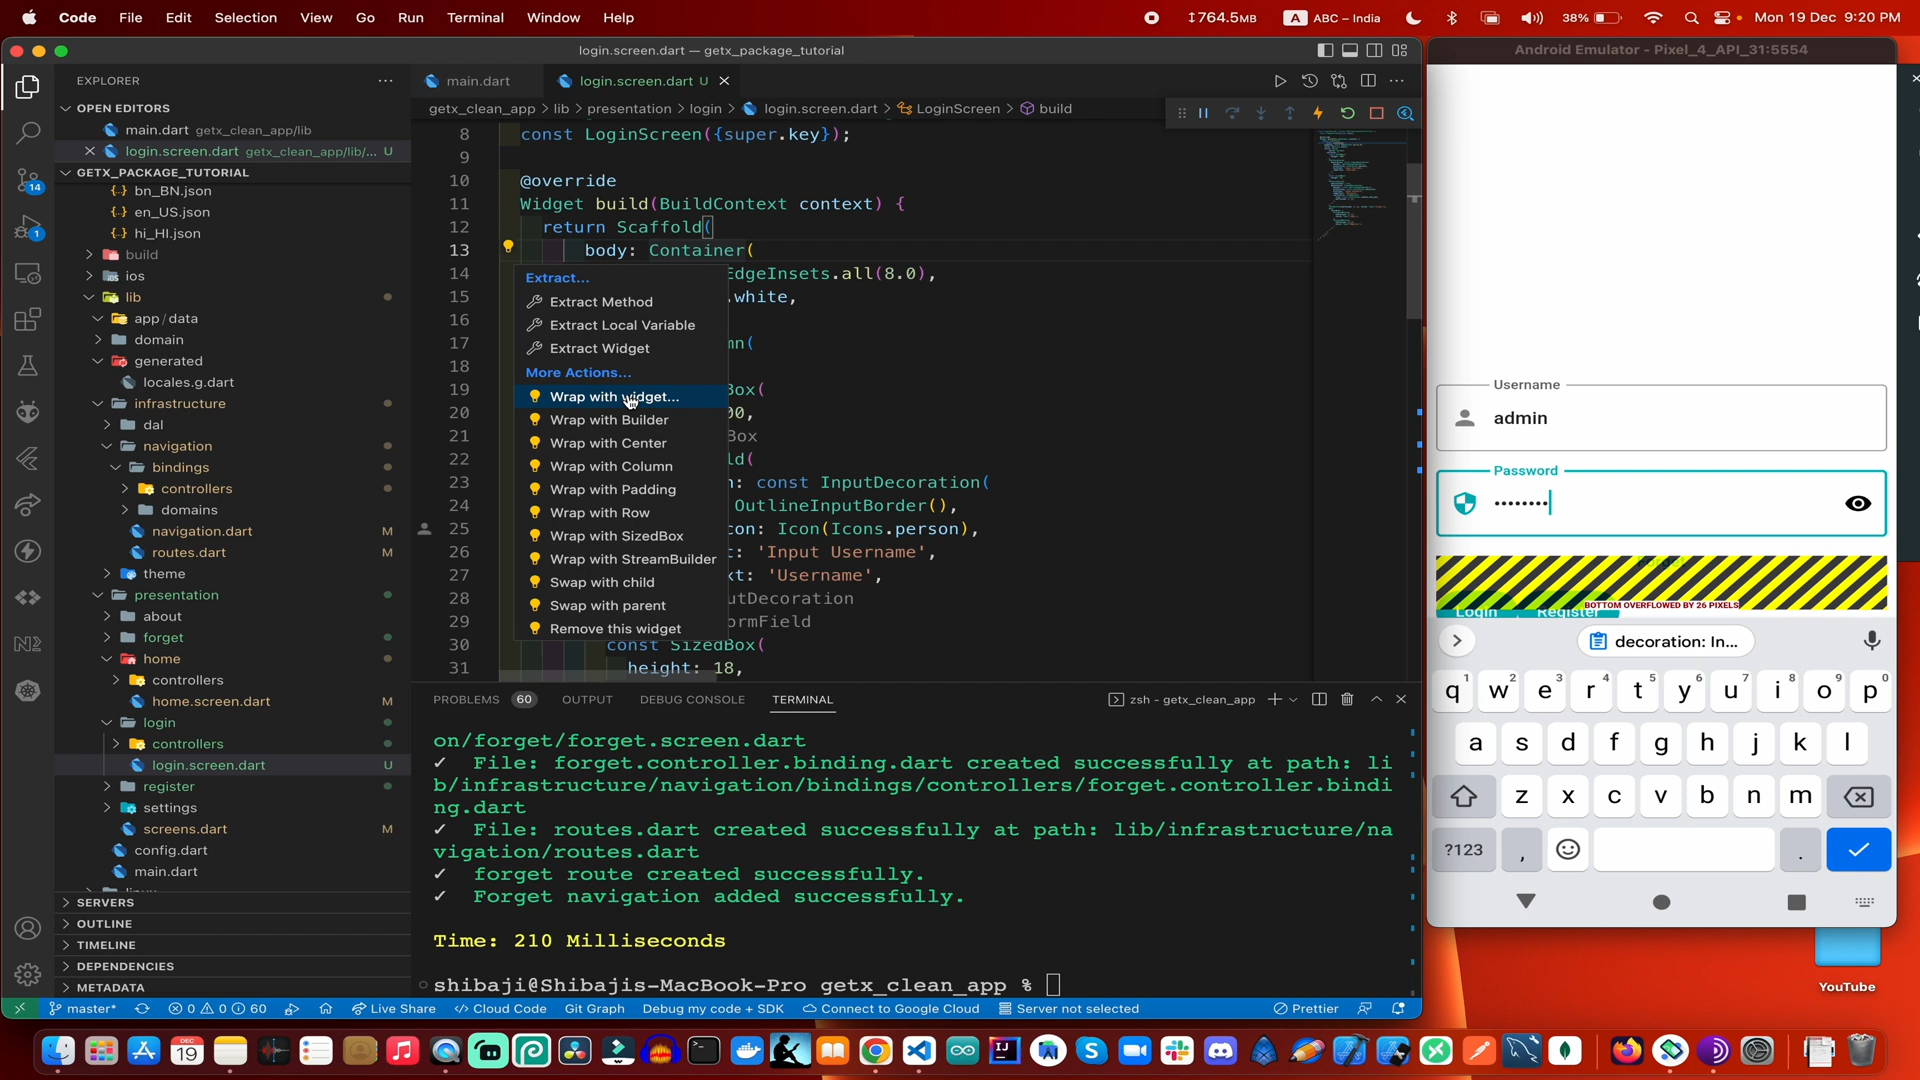 Code File Edit Selection View Go Run Terminal Window Help
764.5MB A ABC – India 38% Mon 19 Dec 9:20 PM
login.screen.dart — getx_package_tutorial
EXPLORER
OPEN EDITORS
main.dart getx_clean_app/lib
login.screen.dart getx_clean_app/lib/... U
GETX_PACKAGE_TUTORIAL
bn_BN.json
en_US.json
hi_HI.json
build
ios
lib
app/data
domain
generated
locales.g.dart
infrastructure
dal
navigation
bindings
controllers
domains
navigation.dart M
routes.dart M
theme
presentation
about
forget
home
controllers
home.screen.dart M
login
controllers
login.screen.dart U
register
settings
screens.dart M
config.dart
main.dart
SERVERS
OUTLINE
TIMELINE
DEPENDENCIES
METADATA
14
1
main.dart
login.screen.dart U
getx_clean_app > lib > presentation > login > login.screen.dart > LoginScreen > build
8 const LoginScreen({super.key});
9
10 @override
11 Widget build(BuildContext context) {
12 return Scaffold(
13 body: Container(
14 EdgeInsets.all(8.0),
15 .white,
16
17 mn(
18
19 Box(
20 00,
21 Box
22 ld(
23 n: const InputDecoration(
24 OutlineInputBorder(),
25 con: Icon(Icons.person),
26 t: 'Input Username',
27 xt: 'Username',
28 utDecoration
29 ormField
30 const SizedBox(
31 height: 18,
Extract...
Extract Method
Extract Local Variable
Extract Widget
More Actions...
Wrap with widget...
Wrap with Builder
Wrap with Center
Wrap with Column
Wrap with Padding
Wrap with Row
Wrap with SizedBox
Wrap with StreamBuilder
Swap with child
Swap with parent
Remove this widget
PROBLEMS 60 OUTPUT DEBUG CONSOLE TERMINAL
zsh - getx_clean_app
on/forget/forget.screen.dart
✓ File: forget.controller.binding.dart created successfully at path: li
b/infrastructure/navigation/bindings/controllers/forget.controller.bindi
ng.dart
✓ File: routes.dart created successfully at path: lib/infrastructure/na
vigation/routes.dart
✓ forget route created successfully.
✓ Forget navigation added successfully.
Time: 210 Milliseconds
shibaji@Shibajis-MacBook-Pro getx_clean_app %
master* 0 0 60 Live Share Cloud Code Git Graph Debug my code + SDK Connect to Google Cloud Server not selected Prettier
Android Emulator - Pixel_4_API_31:5554
Username
admin
Password
••••••••
BOTTOM OVERFLOWED BY 26 PIXELS
Login Register
decoration: In...
q1 w2 e3 r4 t5 y6 u7 i8 o9 p0
a s d f g h j k l
z x c v b n m
?123 , .
YouTube
DEC
19